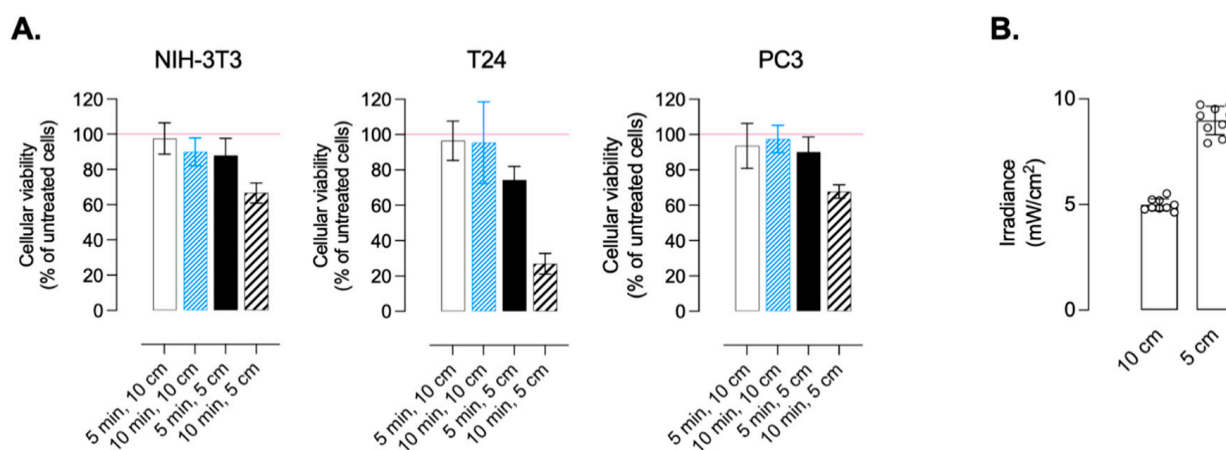 A.
NIH-3T3
Cellular viability
(% of untreated cells)
120
100
80
60
40
20
0
5 min, 10 cm
10 min, 10 cm
5 min, 5 cm
10 min, 5 cm
T24
Cellular viability
(% of untreated cells)
120
100
80
60
40
20
0
5 min, 10 cm
10 min, 10 cm
5 min, 5 cm
10 min, 5 cm
PC3
Cellular viability
(% of untreated cells)
120
100
80
60
40
20
0
5 min, 10 cm
10 min, 10 cm
5 min, 5 cm
10 min, 5 cm
B.
Irradiance
(mW/cm²)
10
5
0
10 cm
5 cm